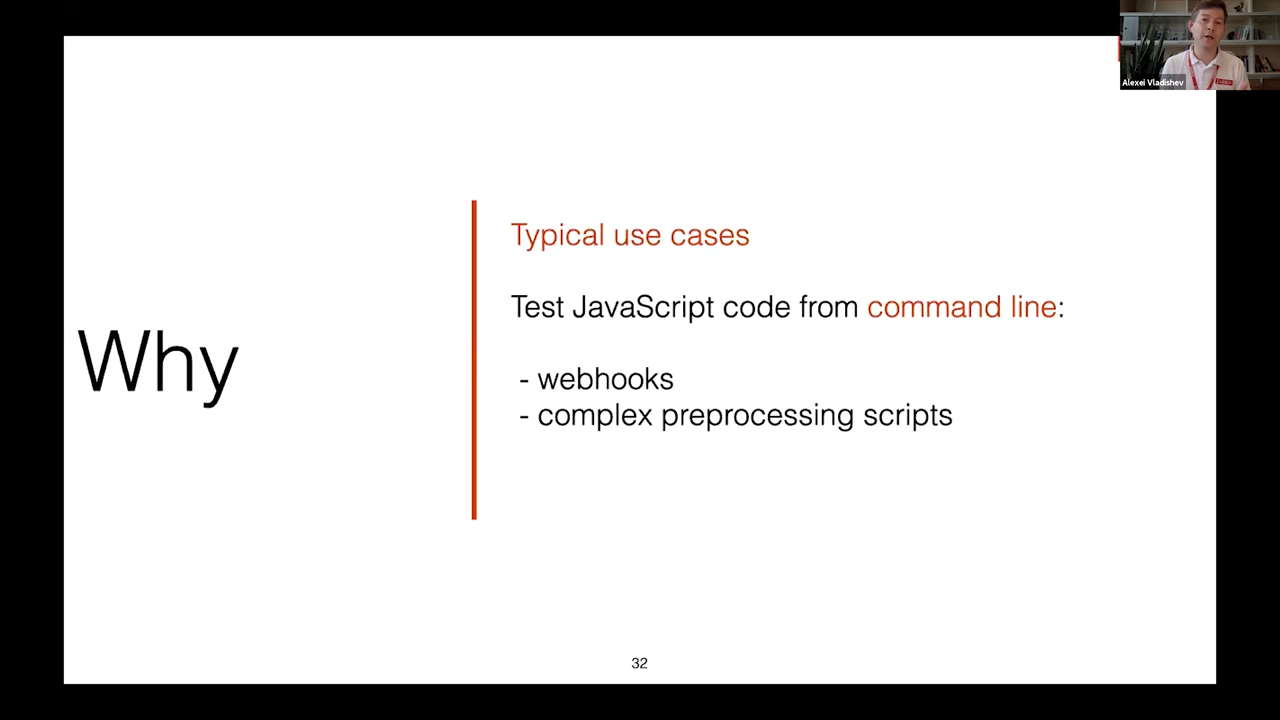 Alexei Vladishev
Why
Typical use cases
Test JavaScript code from command line:
- webhooks
- complex preprocessing scripts
32